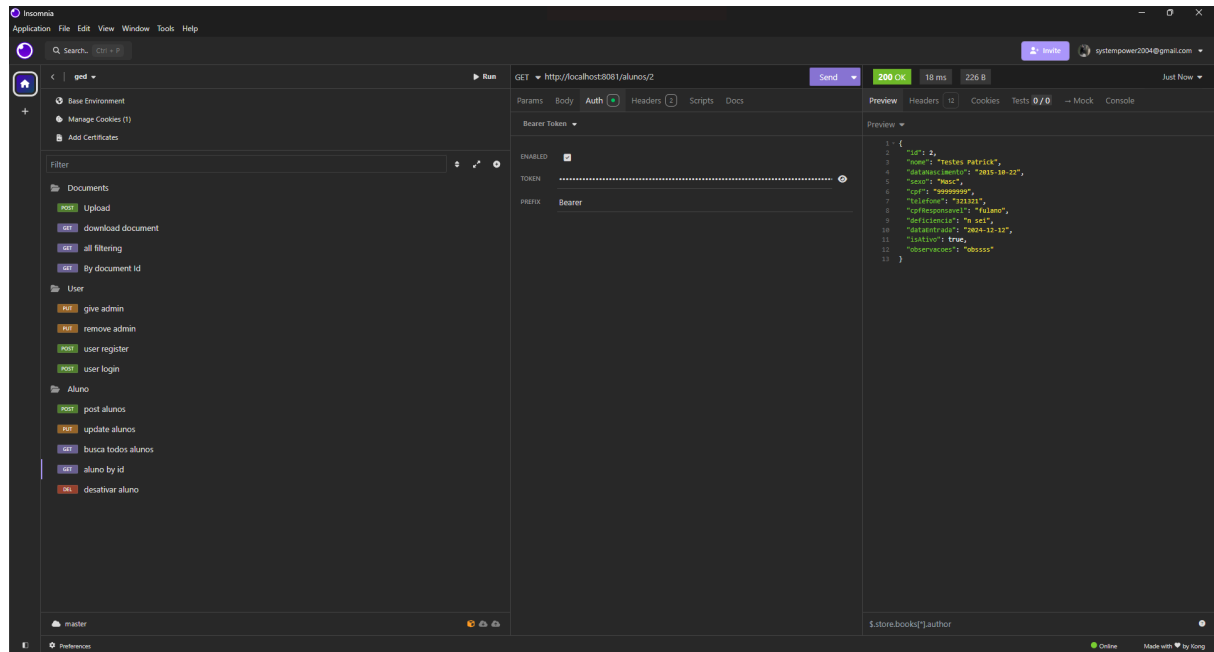 Insomnia
Application File Edit View Window Tools Help
Search.. Ctrl + P
Invite
systempower2004@gmail.com
ged
Run
Base Environment
Manage Cookies (1)
Add Certificates
Filter
Documents
POST Upload
GET download document
GET all filtering
GET By document Id
User
PUT give admin
PUT remove admin
POST user register
POST user login
Aluno
POST post alunos
PUT update alunos
GET busca todos alunos
GET aluno by id
DEL desativar aluno
master
Preferences
GET http://localhost:8081/alunos/2
Send
Params Body Auth Headers 2 Scripts Docs
Bearer Token
ENABLED
TOKEN
PREFIX Bearer
200 OK 18 ms 226 B Just Now
Preview Headers 12 Cookies Tests 0 / 0 → Mock Console
Preview
1 {
2 "id": 2,
3 "nome": "Testes Patrick",
4 "dataNascimento": "2015-10-22",
5 "sexo": "Masc",
6 "cpf": "99999999",
7 "telefone": "321321",
8 "cpfResponsavel": "fulano",
9 "deficiencia": "n sei",
10 "dataEntrada": "2024-12-12",
11 "isAtivo": true,
12 "observacoes": "obssss"
13 }
$.store.books[*].author
Online Made with ♥ by Kong